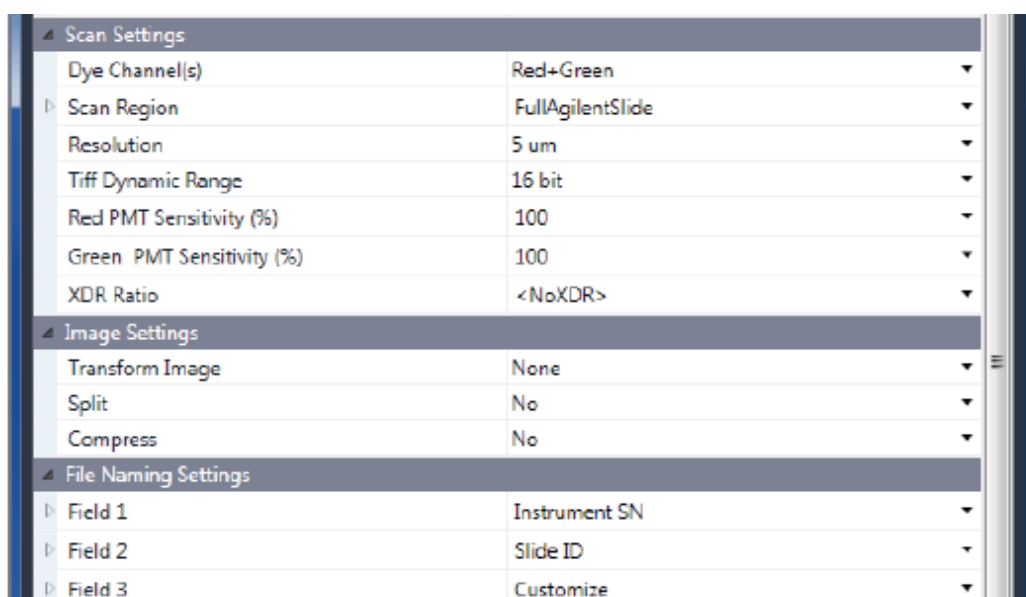 Scan Settings
Dye Channel(s) Red+Green
Scan Region FullAgilentSlide
Resolution 5 um
Tiff Dynamic Range 16 bit
Red PMT Sensitivity (%) 100
Green PMT Sensitivity (%) 100
XDR Ratio <NoXDR>
Image Settings
Transform Image None
Split No
Compress No
File Naming Settings
Field 1 Instrument SN
Field 2 Slide ID
Field 3 Customize